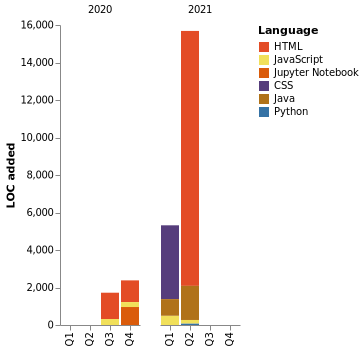 2020
2021
LOC added
16,000
14,000
12,000
10,000
8,000
6,000
4,000
2,000
0
Q1
Q2
Q3
Q4
Q1
Q2
Q3
Q4
Language
HTML
JavaScript
Jupyter Notebook
CSS
Java
Python